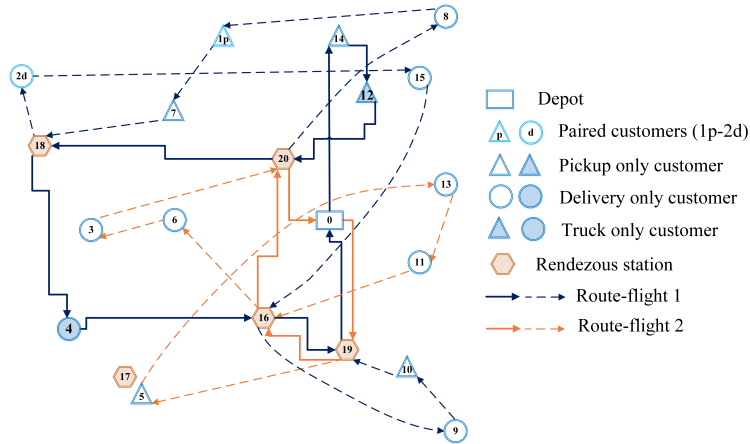 8
1p
14
2d
15
12
7
18
20
13
3
6
0
11
16
4
19
17
5
10
9
Depot
p d Paired customers (1p-2d)
Pickup only customer
Delivery only customer
Truck only customer
Rendezous station
Route-flight 1
Route-flight 2